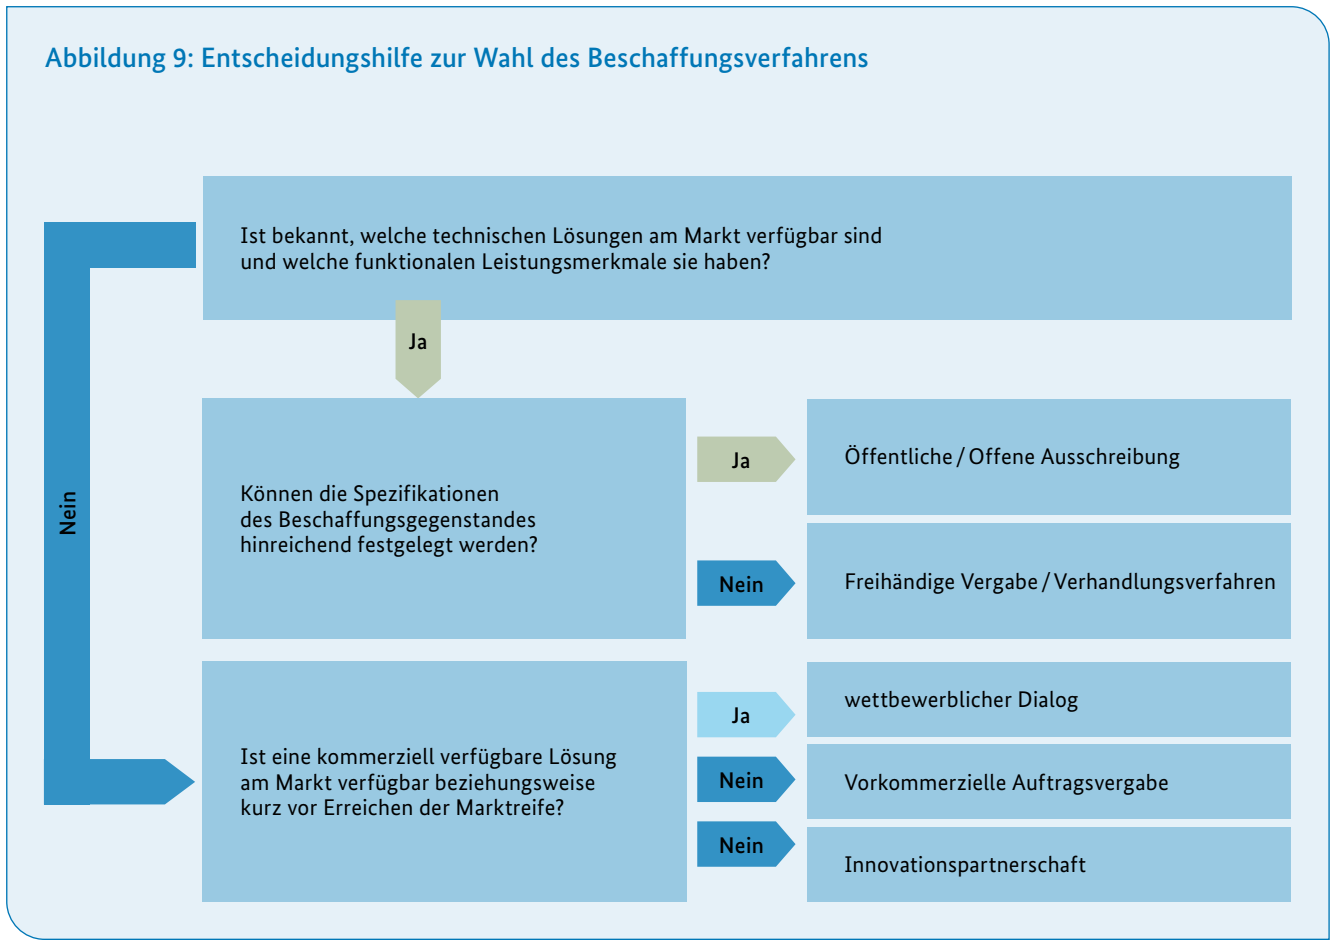 Abbildung 9: Entscheidungshilfe zur Wahl des Beschaffungsverfahrens
Ist bekannt, welche technischen Lösungen am Markt verfügbar sind
und welche funktionalen Leistungsmerkmale sie haben?
Ja
Nein
Können die Spezifikationen
des Beschaffungsgegenstandes
hinreichend festgelegt werden?
Ja
Öffentliche / Offene Ausschreibung
Nein
Freihändige Vergabe / Verhandlungsverfahren
Ist eine kommerziell verfügbare Lösung
am Markt verfügbar beziehungsweise
kurz vor Erreichen der Marktreife?
Ja
wettbewerblicher Dialog
Nein
Vorkommerzielle Auftragsvergabe
Nein
Innovationspartnerschaft